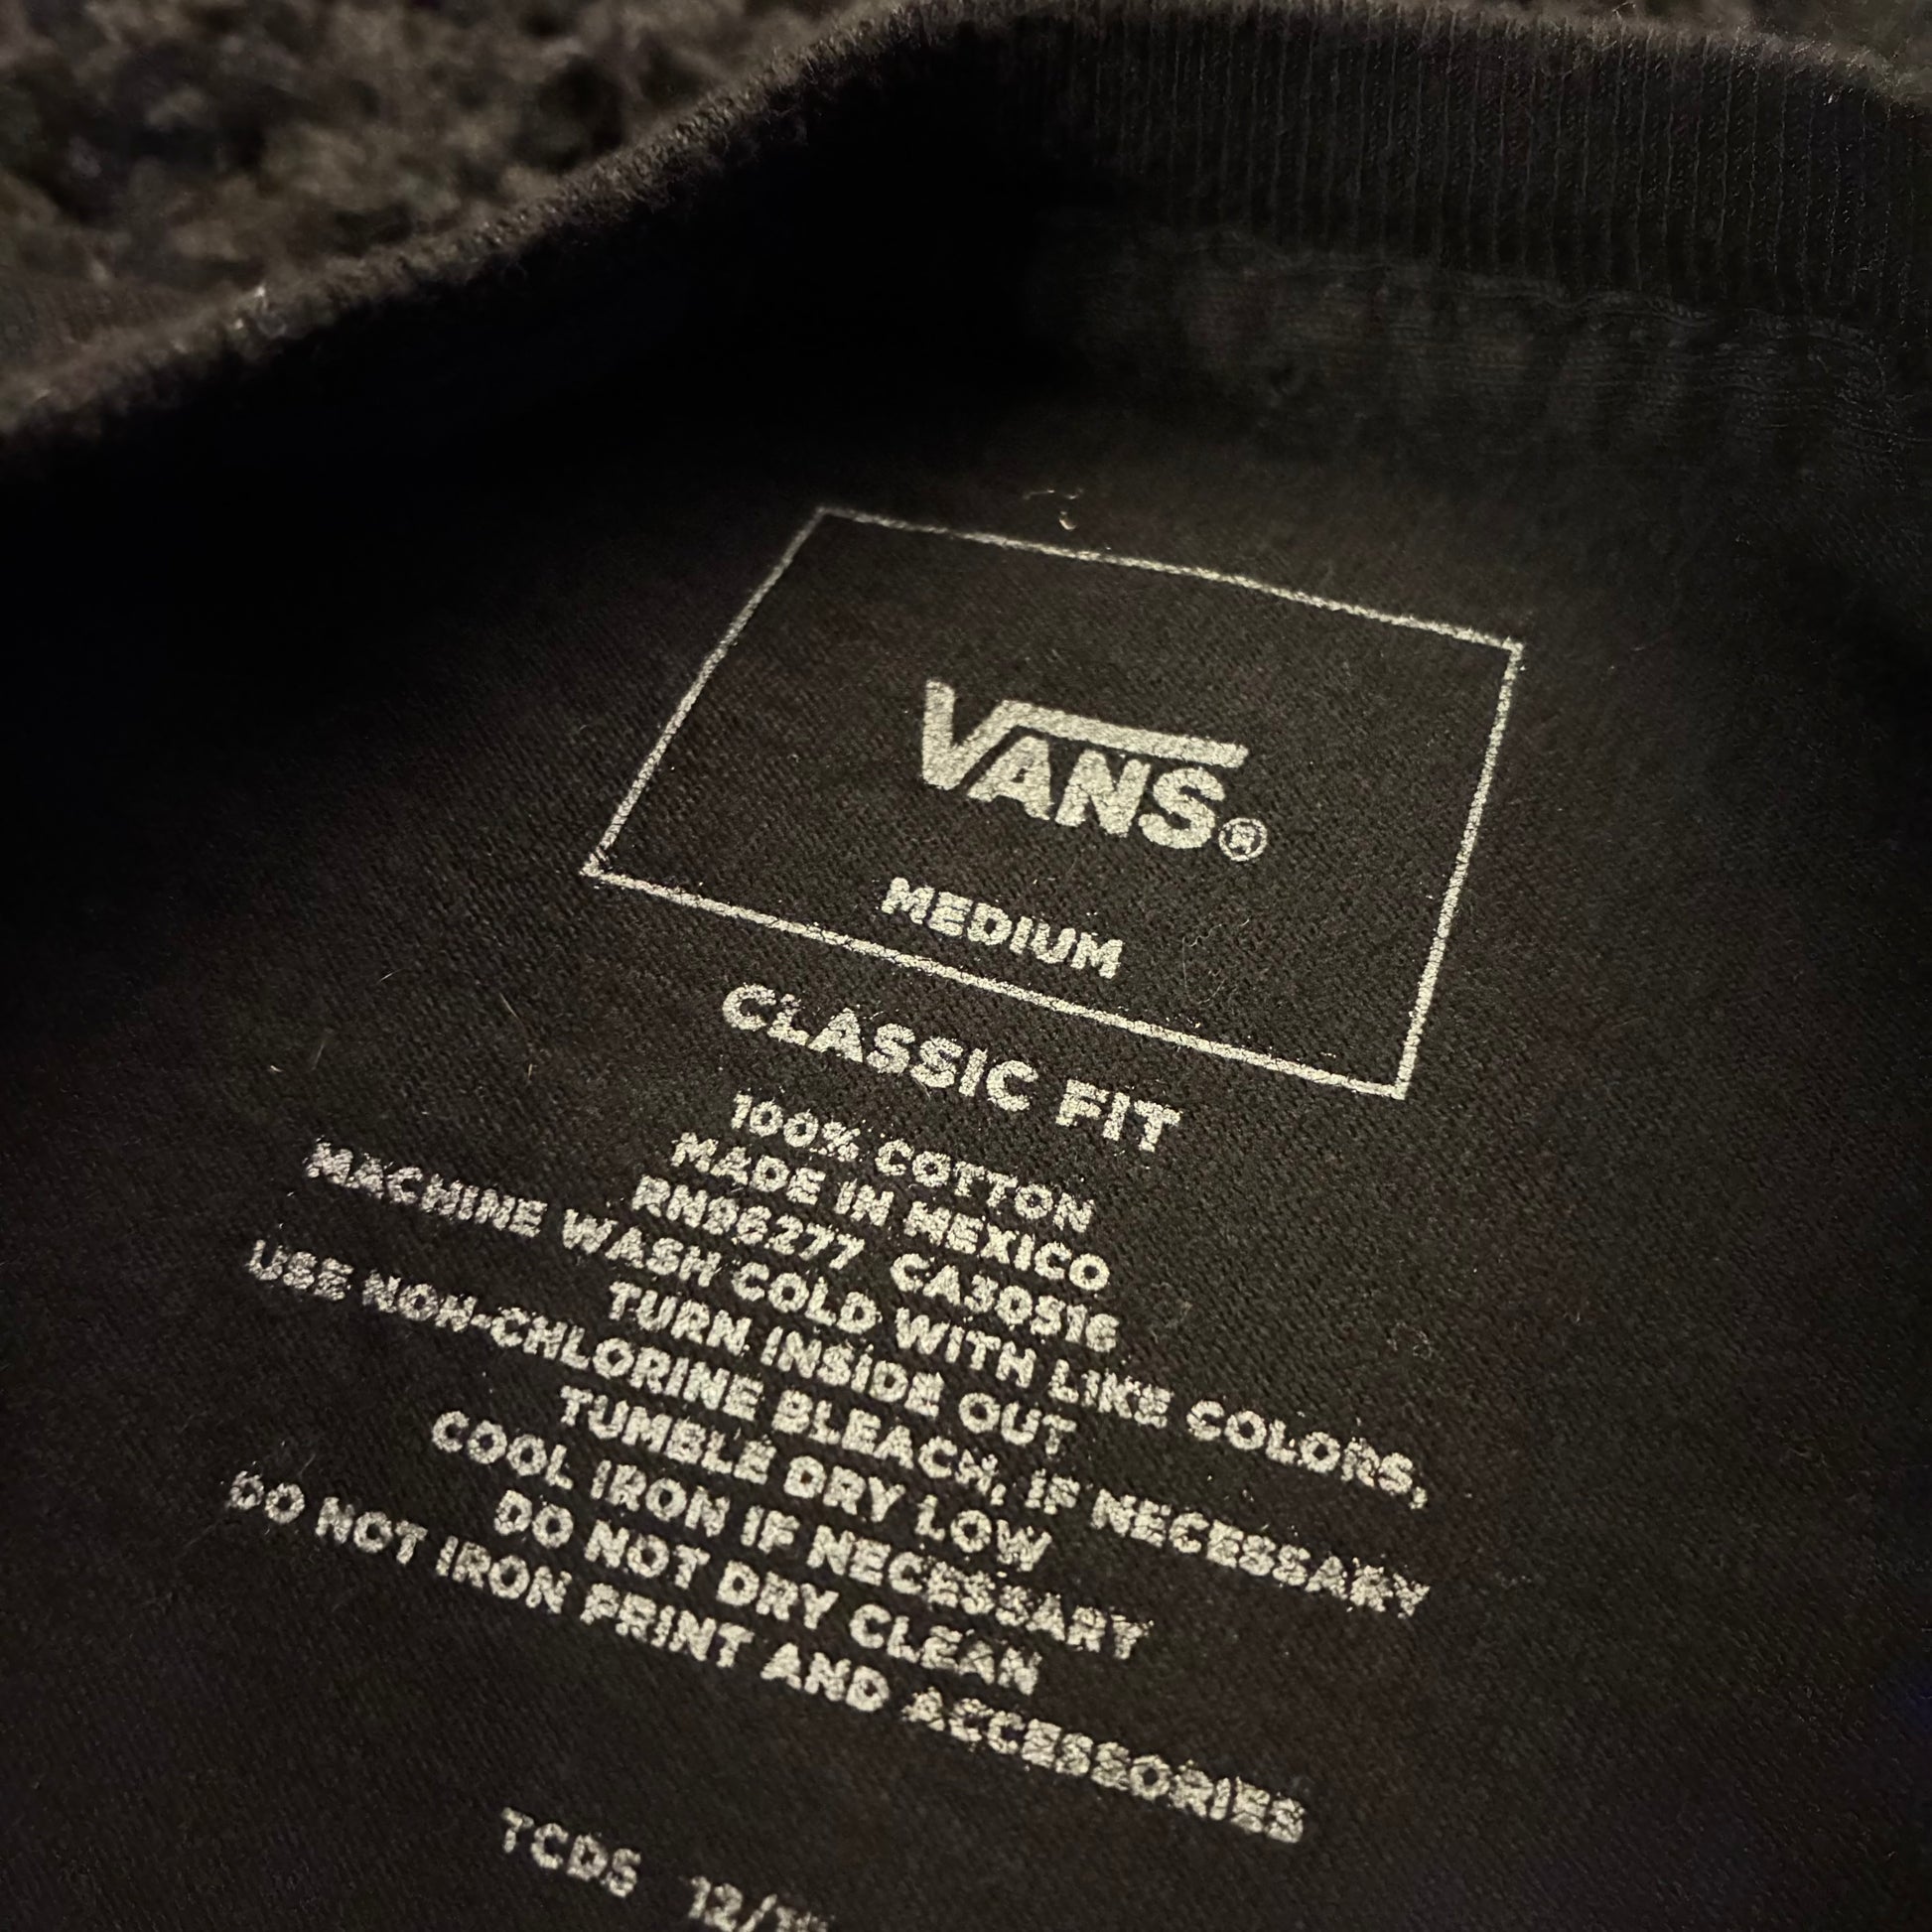 VANS®
MEDIUM
CLASSIC FIT
100% COTTON
MADE IN MEXICO
RN96277 CA30516
MACHINE WASH COLD WITH LIKE COLORS,
TURN INSIDE OUT
USE NON-CHLORINE BLEACH, IF NECESSARY
TUMBLE DRY LOW
COOL IRON IF NECESSARY
DO NOT DRY CLEAN
DO NOT IRON PRINT AND ACCESSORIES
TCDS